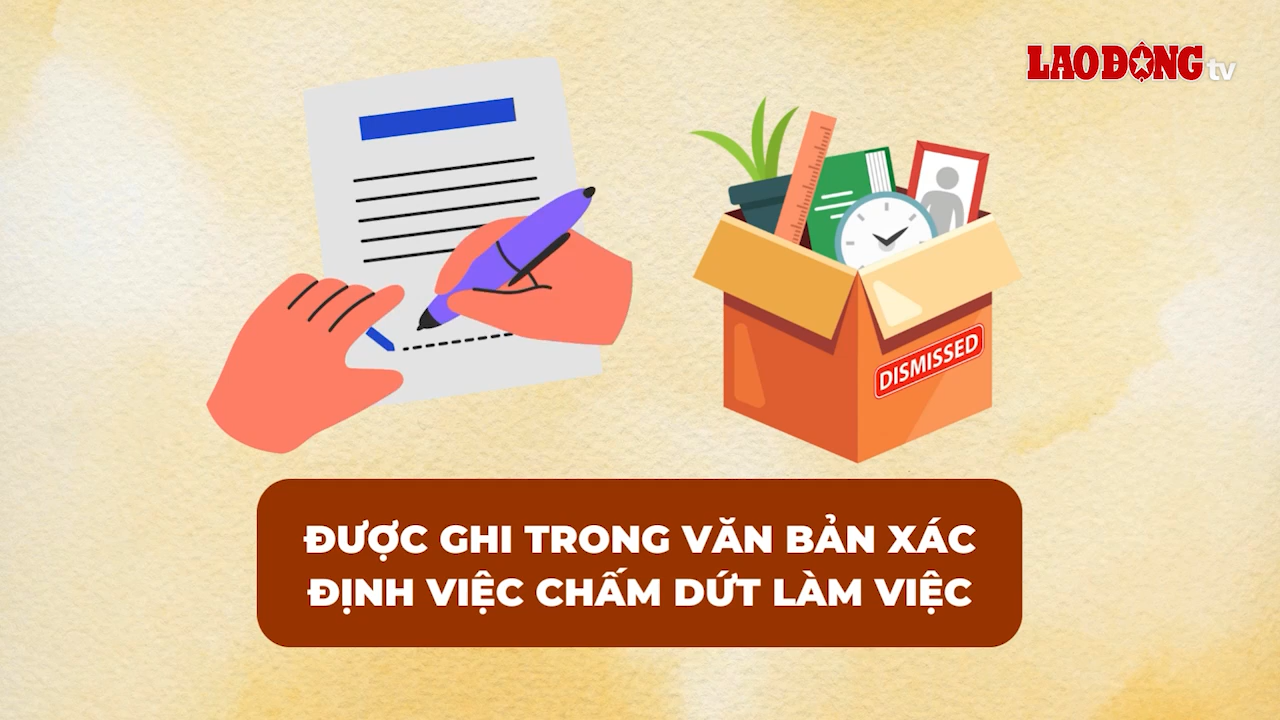 LAO ĐỘNG tv
DISMISSED
ĐƯỢC GHI TRONG VĂN BẢN XÁC
ĐỊNH VIỆC CHẤM DỨT LÀM VIỆC